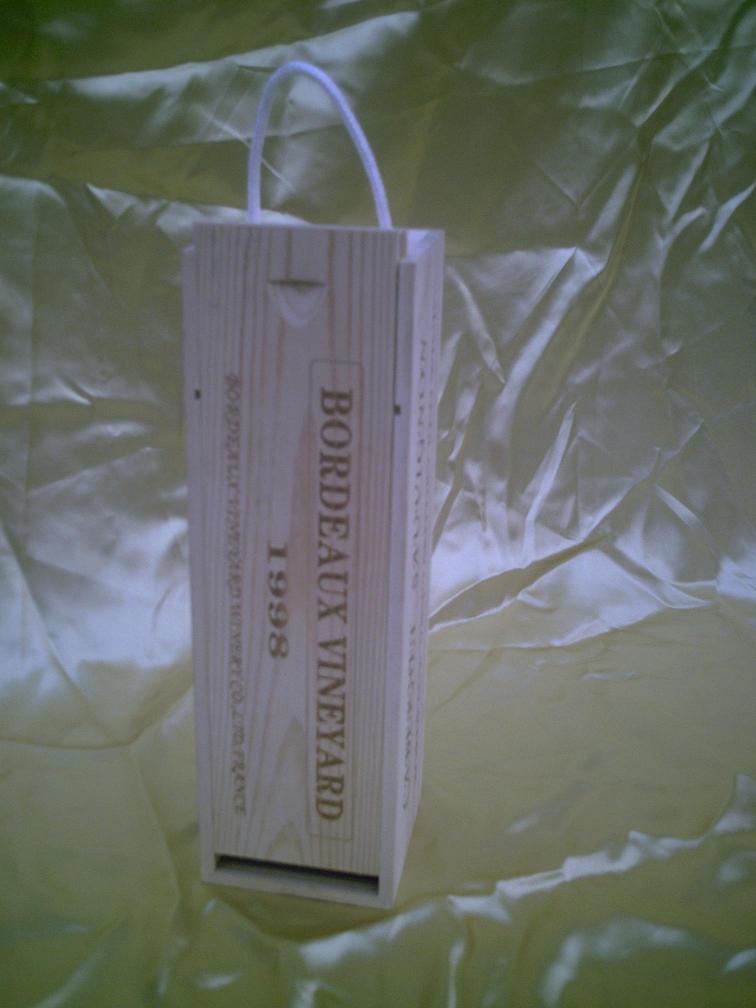 BORDEAUX VINEYARD
1998
BORDEAUX VINEYARD WINERY CO., LTD. FRANCE